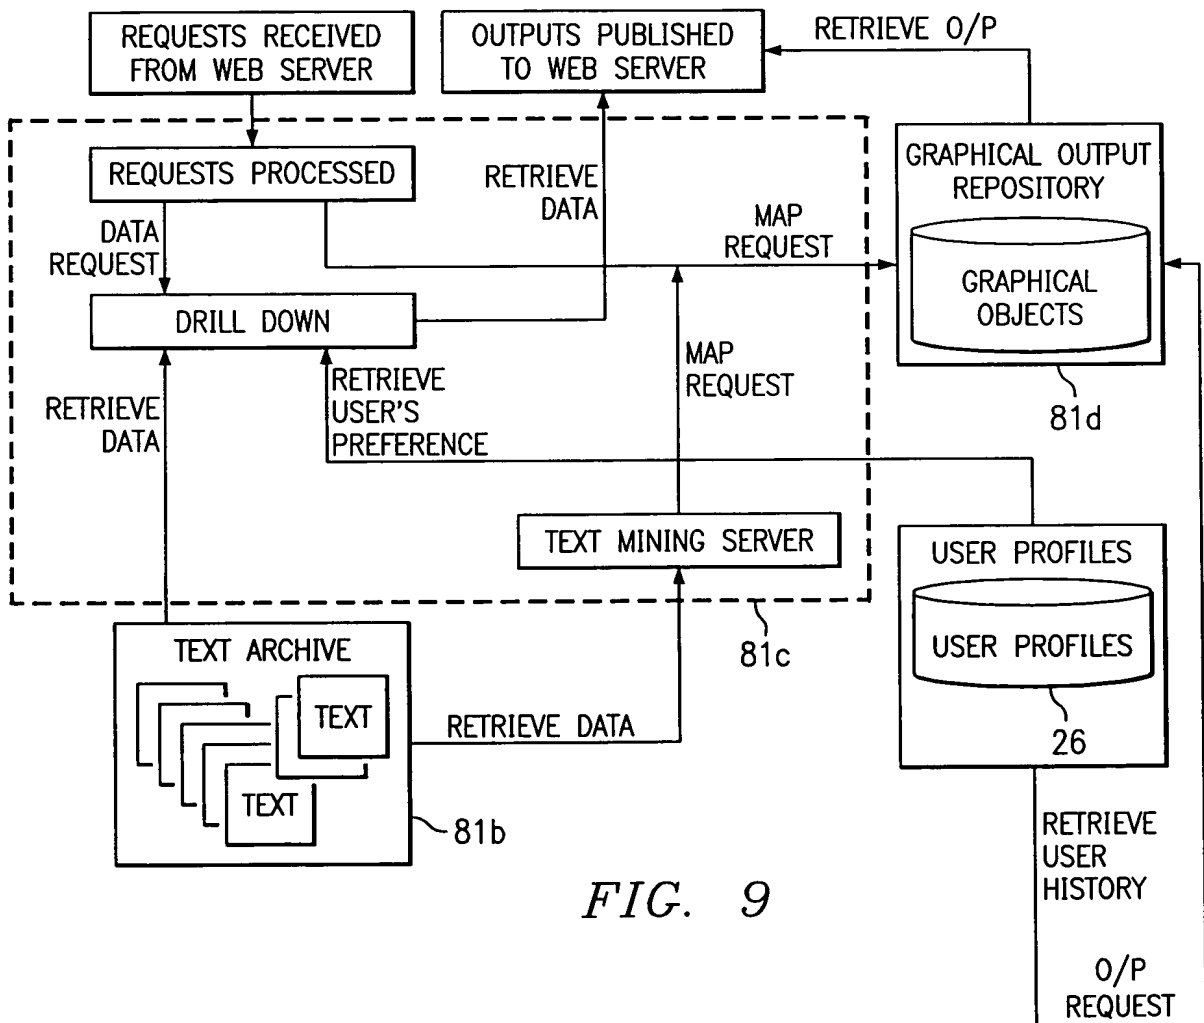 REQUESTS RECEIVED
FROM WEB SERVER
OUTPUTS PUBLISHED
TO WEB SERVER
RETRIEVE O/P
REQUESTS PROCESSED
RETRIEVE
DATA
GRAPHICAL OUTPUT
REPOSITORY
DATA
REQUEST
MAP
REQUEST
GRAPHICAL
OBJECTS
DRILL DOWN
MAP
REQUEST
RETRIEVE
USER'S
PREFERENCE
RETRIEVE
DATA
81d
TEXT MINING SERVER
USER PROFILES
USER PROFILES
26
81c
TEXT ARCHIVE
TEXT
TEXT
RETRIEVE DATA
81b
RETRIEVE
USER
HISTORY
FIG. 9
O/P
REQUEST